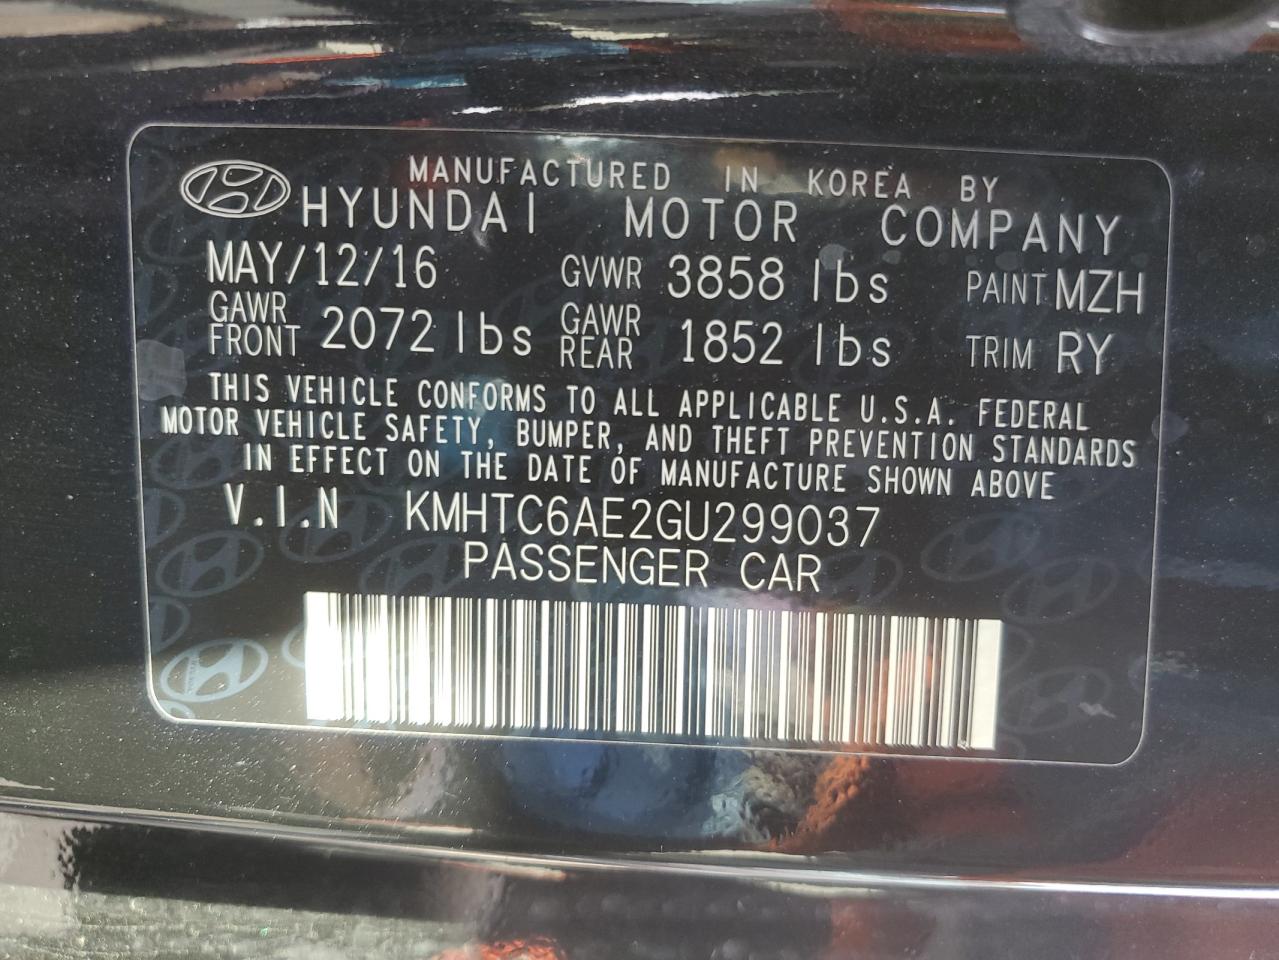 MANUFACTURED IN KOREA BY
HYUNDAI MOTOR COMPANY
MAY/12/16 GVWR 3858 lbs PAINT MZH
GAWR FRONT 2072 lbs GAWR REAR 1852 lbs TRIM RY
THIS VEHICLE CONFORMS TO ALL APPLICABLE U.S.A. FEDERAL
MOTOR VEHICLE SAFETY, BUMPER, AND THEFT PREVENTION STANDARDS
IN EFFECT ON THE DATE OF MANUFACTURE SHOWN ABOVE
V.I.N KMHTC6AE2GU299037
PASSENGER CAR